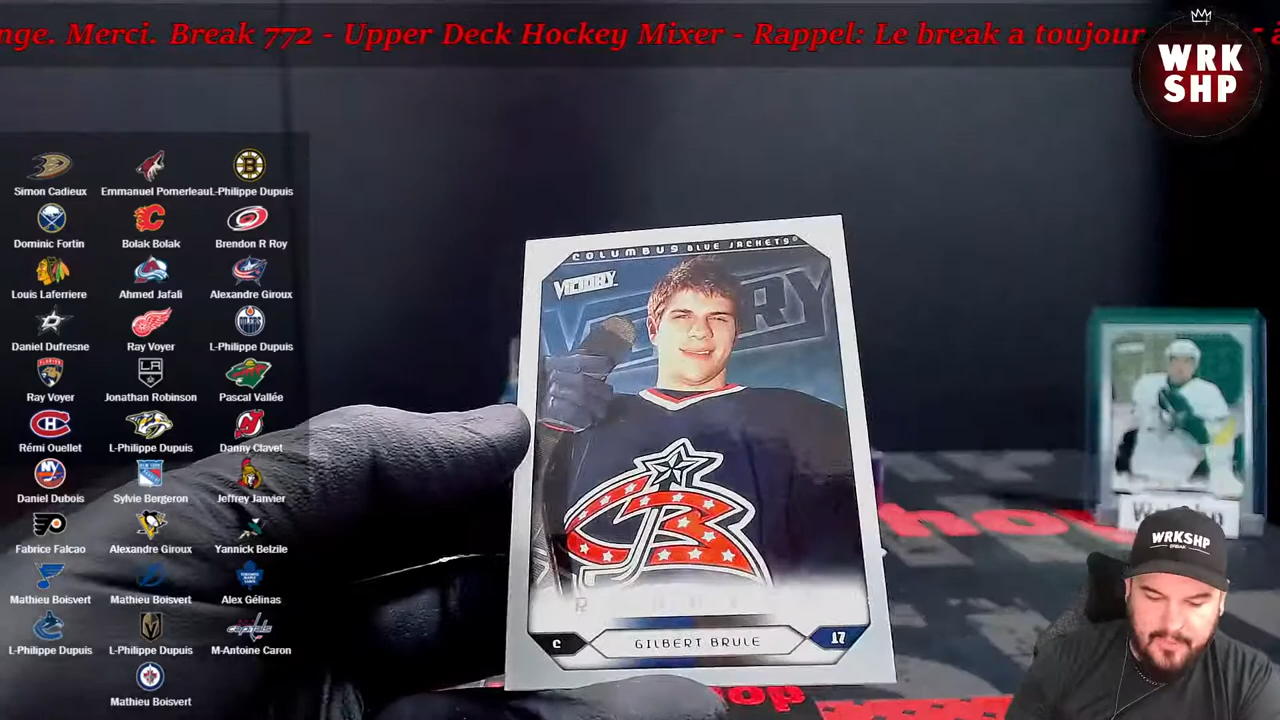 nge. Merci. Break 772 - Upper Deck Hockey Mixer - Rappel: Le break a toujour
WRK
SHP
Simon Cadieux
Emmanuel Pomerleau
L-Philippe Dupuis
Dominic Fortin
Bolak Bolak
Brendon R Roy
Louis Laferriere
Ahmed Jafali
Alexandre Giroux
Daniel Dufresne
Ray Voyer
L-Philippe Dupuis
Ray Voyer
Jonathan Robinson
Pascal Vallée
Rémi Ouellet
L-Philippe Dupuis
Danny Clavet
Daniel Dubois
Sylvie Bergeron
Jeffrey Janvier
Fabrice Falcao
Alexandre Giroux
Yannick Belzile
Mathieu Boisvert
Mathieu Boisvert
Alex Gélinas
L-Philippe Dupuis
L-Philippe Dupuis
M-Antoine Caron
Mathieu Boisvert
COLUMBUS BLUE JACKETS
VICTORY
C
GILBERT BRULE
17
WRKSHP